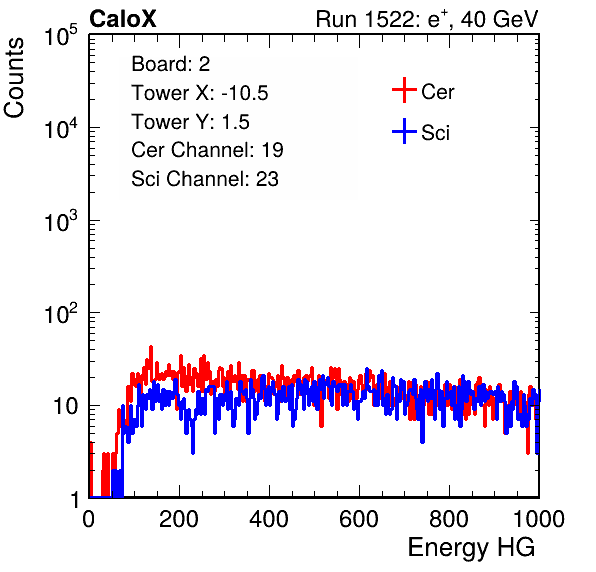 CaloX Run 1522: e⁺, 40 GeV
Counts
Board: 2
Tower X: -10.5
Tower Y: 1.5
Cer Channel: 19
Sci Channel: 23
Cer
Sci
10⁵
10⁴
10³
10²
10
1
0 200 400 600 800 1000
Energy HG